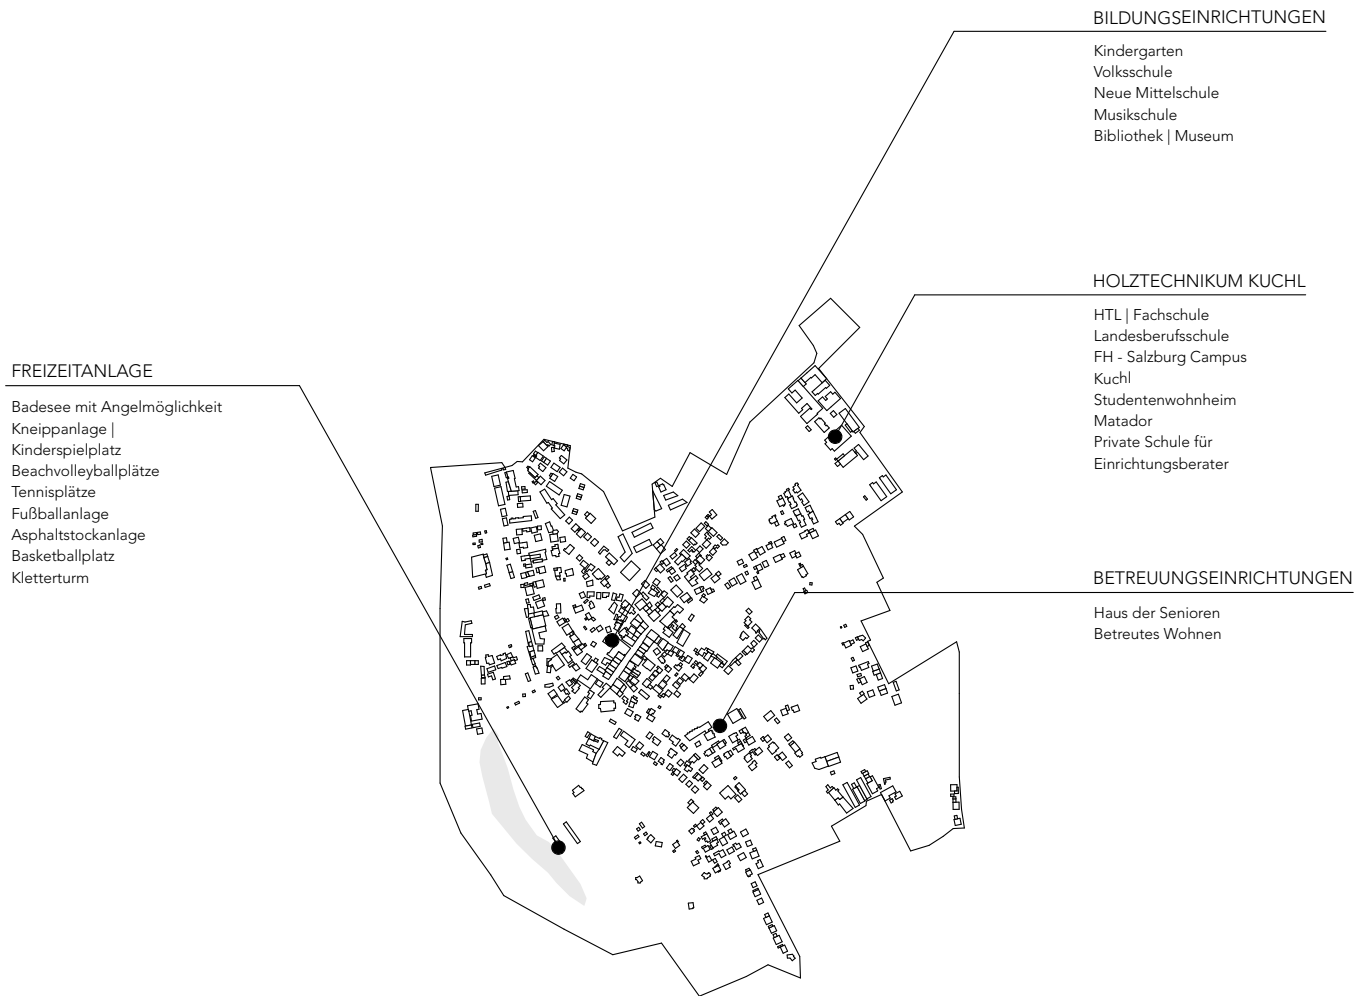 BILDUNGSEINRICHTUNGEN
Kindergarten
Volksschule
Neue Mittelschule
Musikschule
Bibliothek | Museum
HOLZTECHNIKUM KUCHL
HTL | Fachschule
Landesberufsschule
FH - Salzburg Campus
Kuchl
Studentenwohnheim
Matador
Private Schule für
Einrichtungsberater
FREIZEITANLAGE
Badesee mit Angelmöglichkeit
Kneippanlage |
Kinderspielplatz
Beachvolleyballplätze
Tennisplätze
Fußballanlage
Asphaltstockanlage
Basketballplatz
Kletterturm
BETREUUNGSEINRICHTUNGEN
Haus der Senioren
Betreutes Wohnen